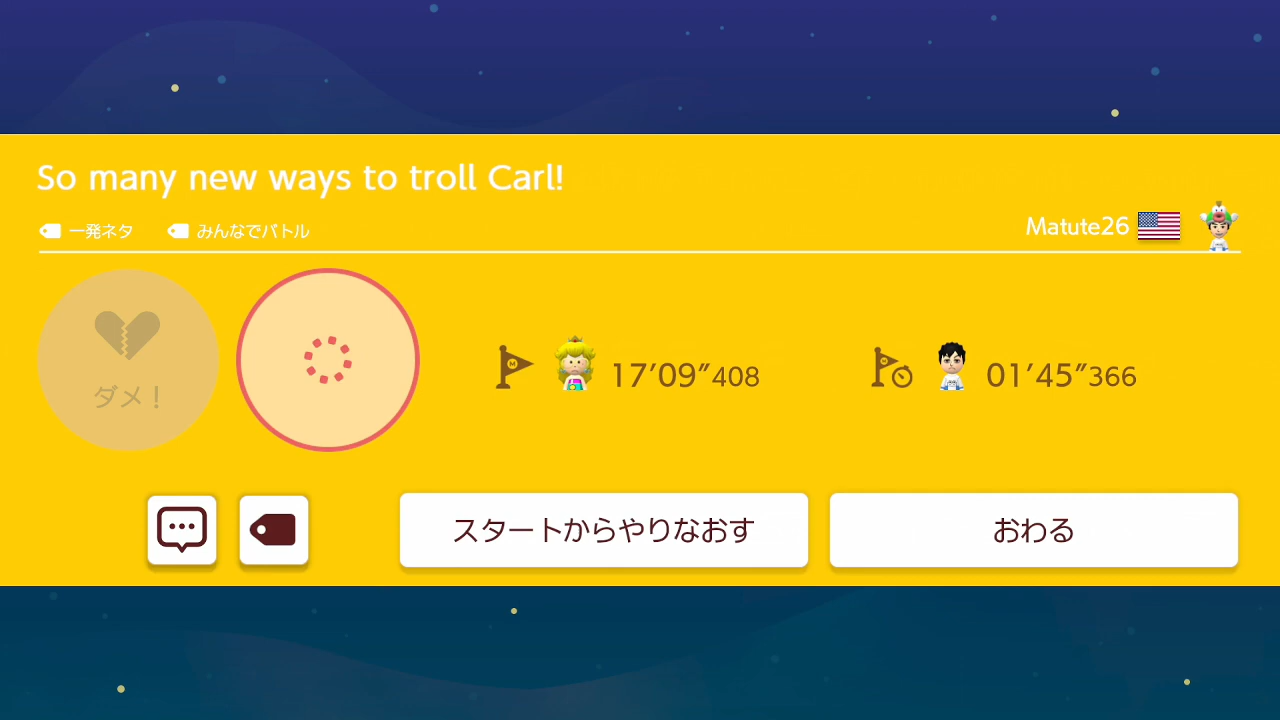 So many new ways to troll Carl!
一発ネタ みんなでバトル
Matute26
ダメ！
M 17′09″408
M 01′45″366
スタートからやりなおす
おわる